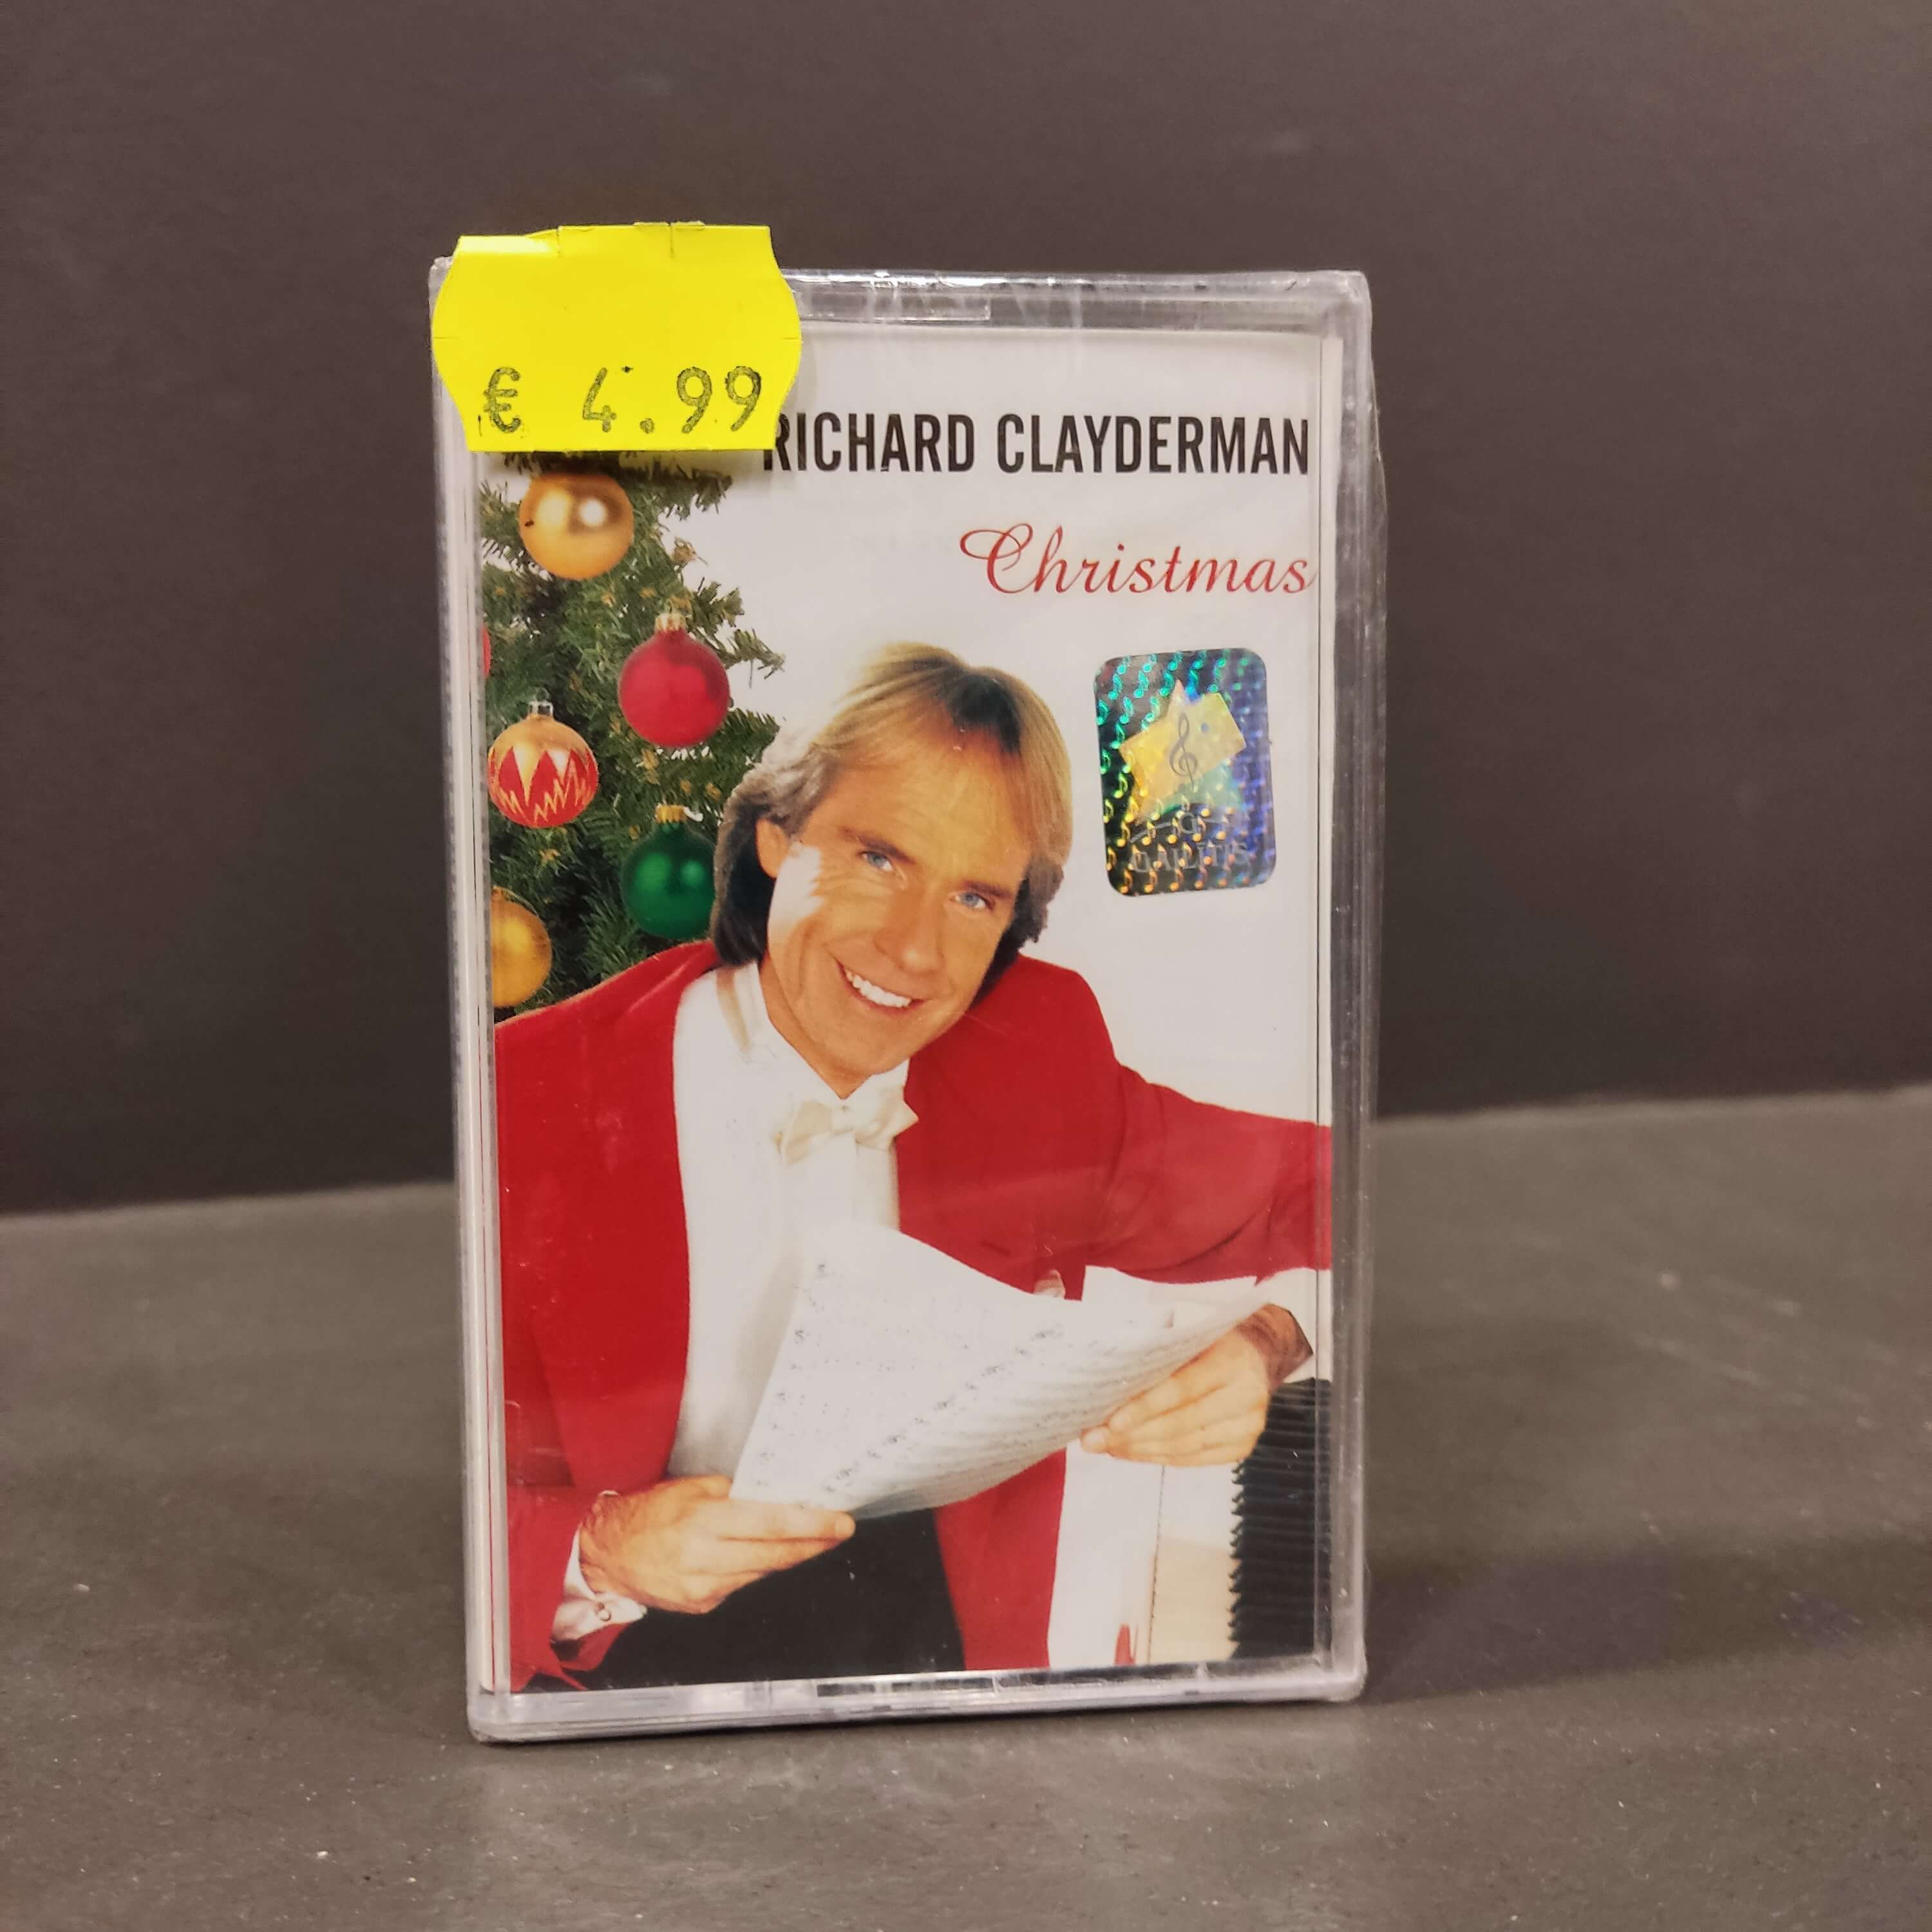 € 4.99
RICHARD CLAYDERMAN
Christmas